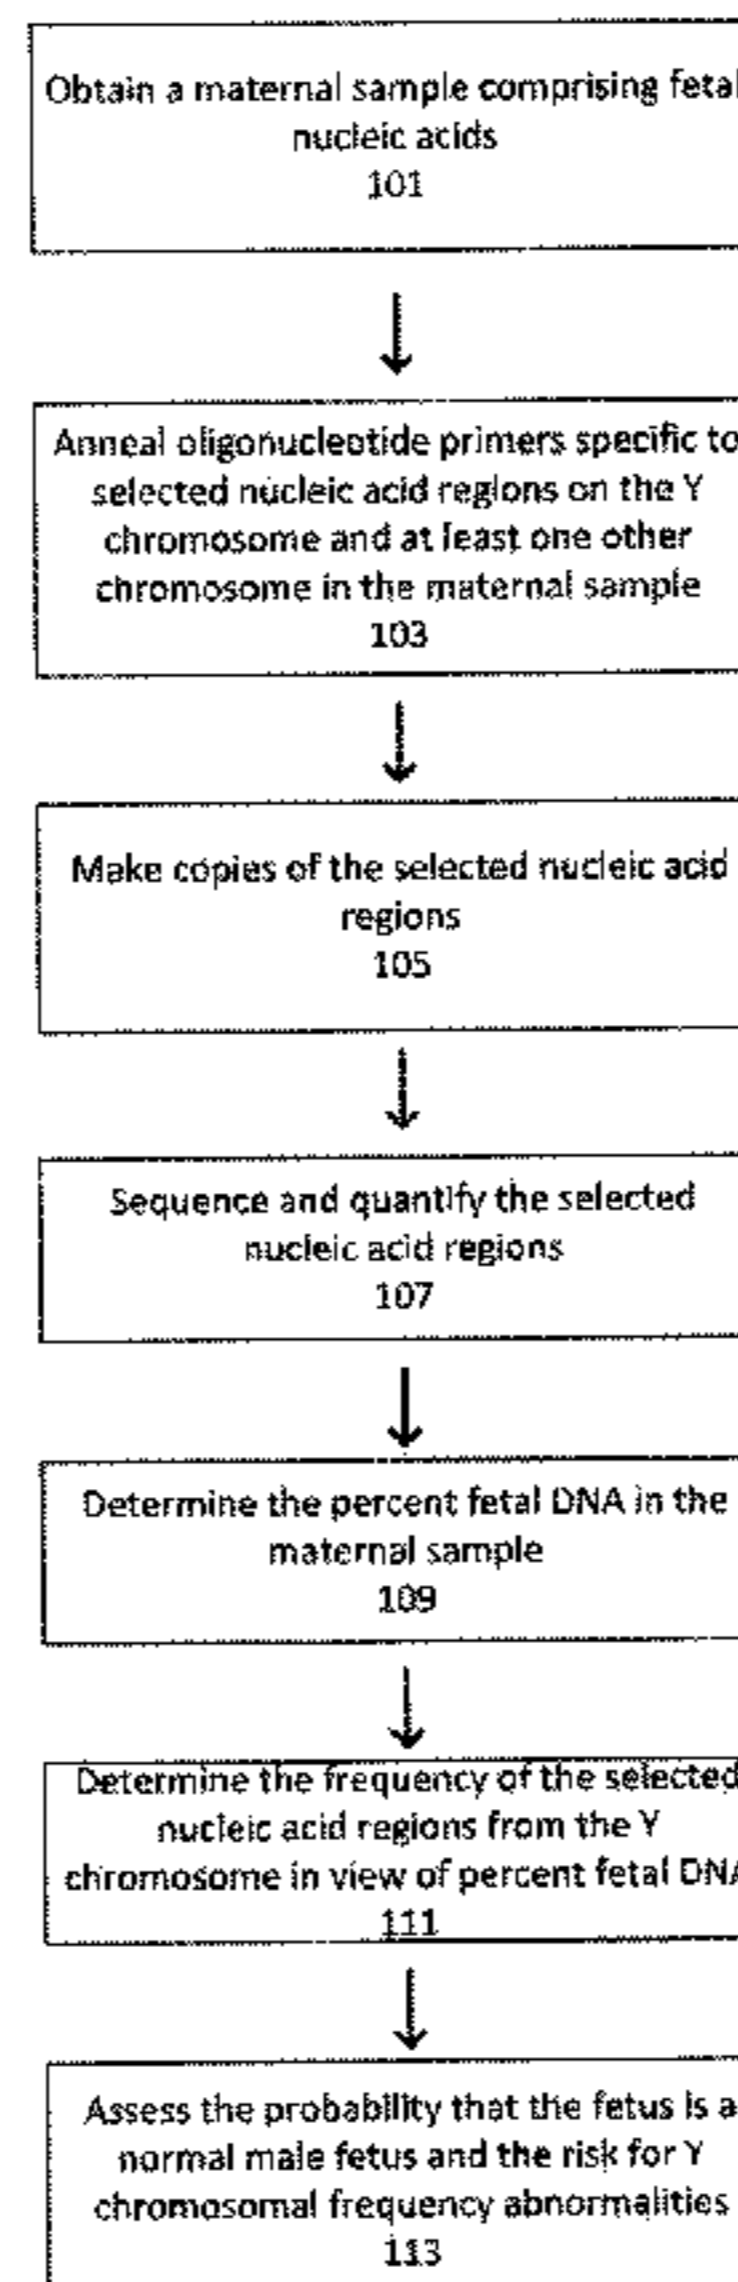 Obtain a maternal sample comprising fetal
nucleic acids
101
Anneal oligonucleotide primers specific to
selected nucleic acid regions on the Y
chromosome and at least one other
chromosome in the maternal sample
103
Make copies of the selected nucleic acid
regions
105
Sequence and quantify the selected
nucleic acid regions
107
Determine the percent fetal DNA in the
maternal sample
109
Determine the frequency of the selected
nucleic acid regions from the Y
chromosome in view of percent fetal DNA
111
Assess the probability that the fetus is a
normal male fetus and the risk for Y
chromosomal frequency abnormalities
113